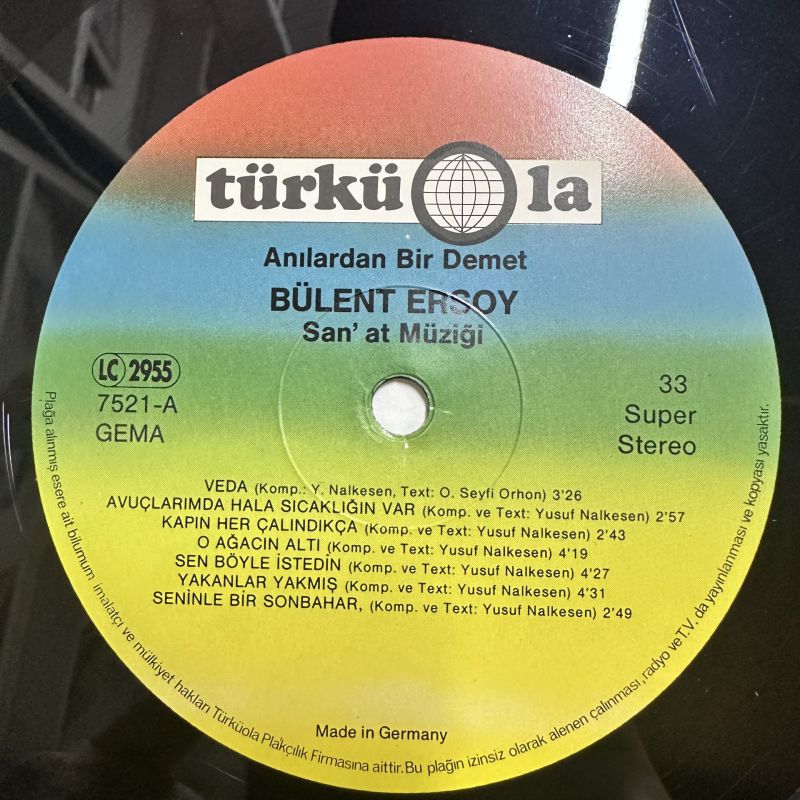 türküola
Anılardan Bir Demet
BÜLENT ERSOY
San' at Müziği
LC 2955
7521-A
GEMA
33
Super
Stereo
VEDA (Komp.: Y. Nalkesen, Text: O. Seyfi Orhon) 3'26
AVUÇLARIMDA HALA SICAKLIĞIN VAR (Komp. ve Text: Yusuf Nalkesen) 2'57
KAPIN HER ÇALINDIKÇA (Komp. ve Text: Yusuf Nalkesen) 2'43
O AĞACIN ALTI (Komp. ve Text: Yusuf Nalkesen) 4'19
SEN BÖYLE İSTEDİN (Komp. ve Text: Yusuf Nalkesen) 4'27
YAKANLAR YAKMIŞ (Komp. ve Text: Yusuf Nalkesen) 4'31
SENİNLE BİR SONBAHAR, (Komp. ve Text: Yusuf Nalkesen) 2'49
Made in Germany
Plağa alınmış esere ait bilumum imalatçı ve mülkiyet hakları Türküola Plakçılık Firmasına aittir. Bu plağın izinsiz olarak alenen çalınması, radyo ve T.V. da yayınlanması ve kopyası yasaktır.